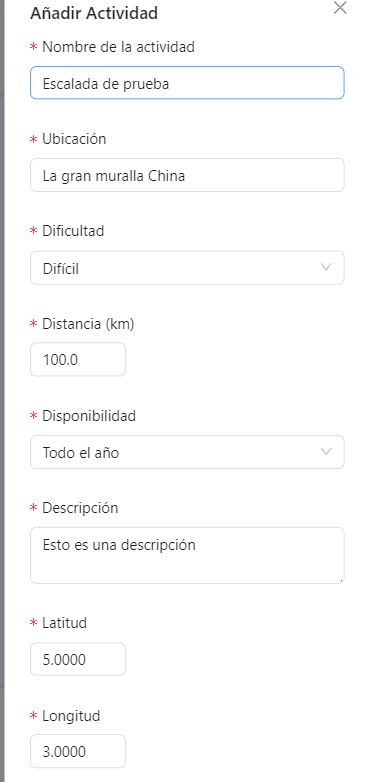 Añadir Actividad
* Nombre de la actividad
Escalada de prueba
* Ubicación
La gran muralla China
* Dificultad
Difícil
* Distancia (km)
100.0
* Disponibilidad
Todo el año
* Descripción
Esto es una descripción
* Latitud
5.0000
* Longitud
3.0000